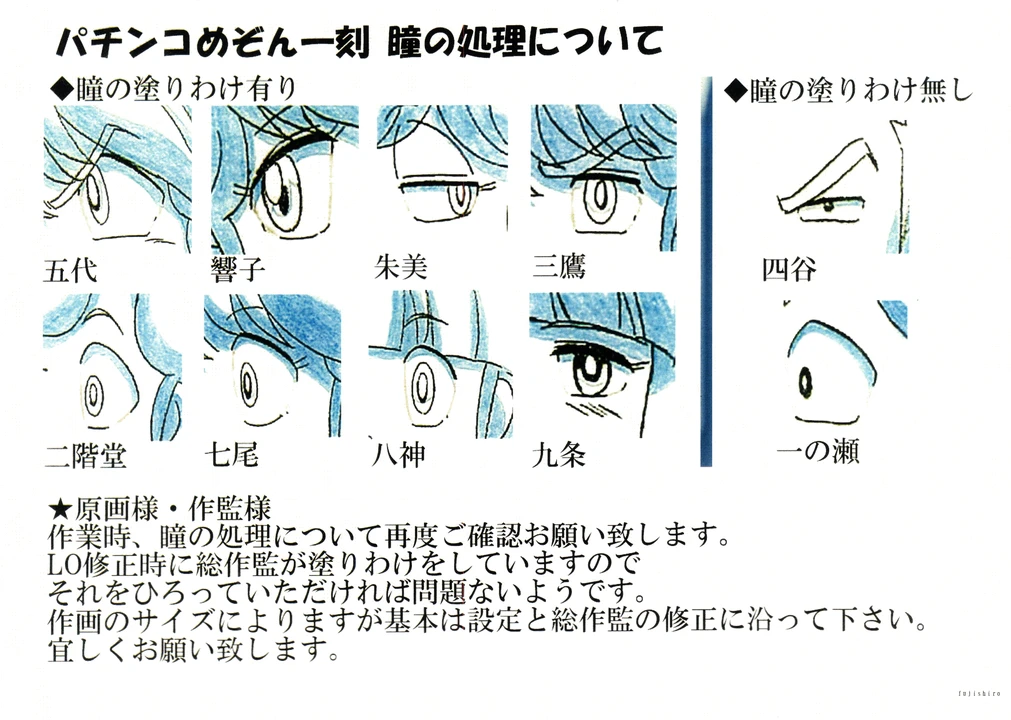 パチンコめぞん一刻 瞳の処理について
◆瞳の塗りわけ有り
◆瞳の塗りわけ無し
五代
響子
朱美
三鷹
四谷
二階堂
七尾
八神
九条
一の瀬
★原画様・作監様
作業時、瞳の処理について再度ご確認お願い致します。
LO修正時に総作監が塗りわけをしていますので
それをひろっていただければ問題ないようです。
作画のサイズによりますが基本は設定と総作監の修正に沿って下さい。
宜しくお願い致します。
fujishiro